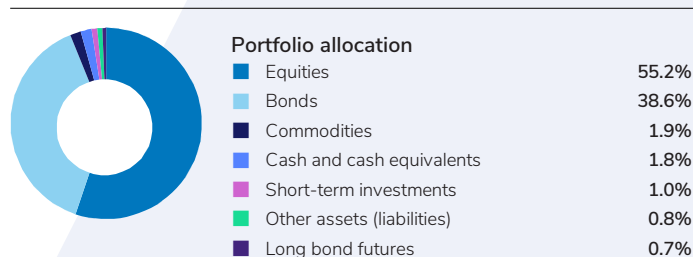 Portfolio allocation
Equities 55.2%
Bonds 38.6%
Commodities 1.9%
Cash and cash equivalents 1.8%
Short-term investments 1.0%
Other assets (liabilities) 0.8%
Long bond futures 0.7%